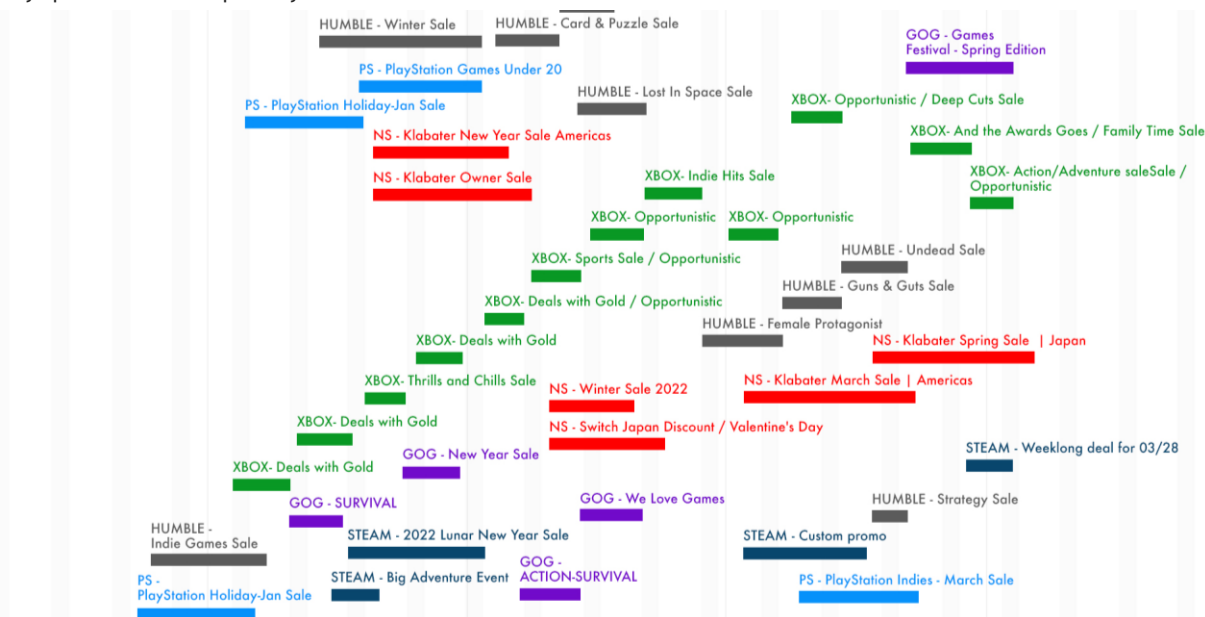 HUMBLE - Winter Sale
HUMBLE - Card & Puzzle Sale
GOG - Games
Festival - Spring Edition
PS - PlayStation Games Under 20
HUMBLE - Lost In Space Sale
XBOX- Opportunistic / Deep Cuts Sale
PS - PlayStation Holiday-Jan Sale
NS - Klabater New Year Sale Americas
XBOX- And the Awards Goes / Family Time Sale
NS - Klabater Owner Sale
XBOX- Indie Hits Sale
XBOX- Action/Adventure saleSale /
Opportunistic
XBOX- Opportunistic
XBOX- Opportunistic
HUMBLE - Undead Sale
XBOX- Sports Sale / Opportunistic
HUMBLE - Guns & Guts Sale
XBOX- Deals with Gold / Opportunistic
HUMBLE - Female Protagonist
XBOX- Deals with Gold
NS - Klabater Spring Sale | Japan
XBOX- Thrills and Chills Sale
NS - Winter Sale 2022
NS - Klabater March Sale | Americas
XBOX- Deals with Gold
NS - Switch Japan Discount / Valentine's Day
GOG - New Year Sale
STEAM - Weeklong deal for 03/28
XBOX- Deals with Gold
GOG - SURVIVAL
GOG - We Love Games
HUMBLE - Strategy Sale
HUMBLE -
Indie Games Sale
STEAM - 2022 Lunar New Year Sale
STEAM - Custom promo
GOG -
ACTION-SURVIVAL
STEAM - Big Adventure Event
PS - PlayStation Indies - March Sale
PS -
PlayStation Holiday-Jan Sale